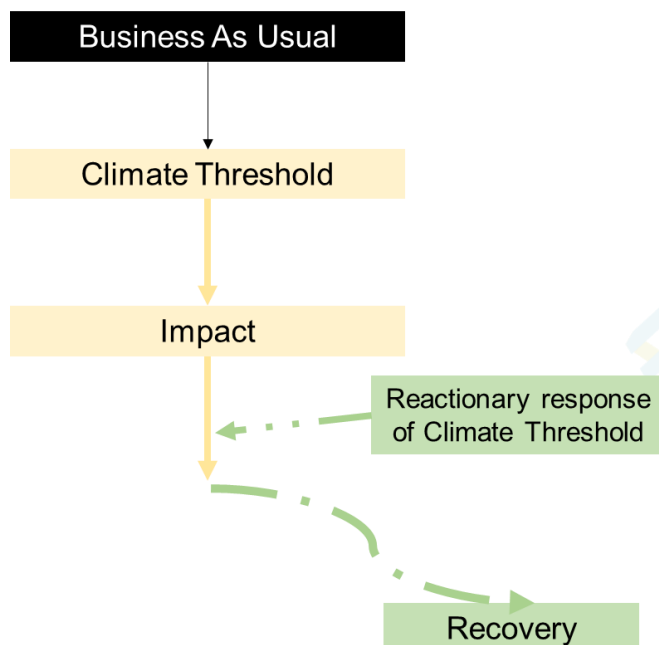 Business As Usual
Climate Threshold
Impact
Reactionary response
of Climate Threshold
Recovery